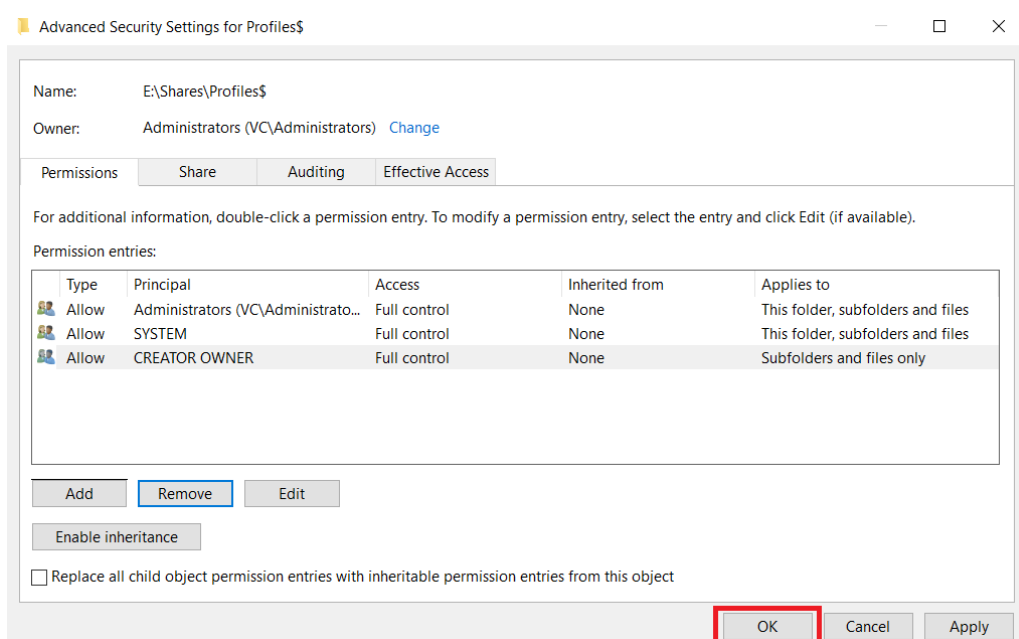 Advanced Security Settings for Profiles$
Name: E:\Shares\Profiles$
Owner: Administrators (VC\Administrators) Change
Permissions Share Auditing Effective Access
For additional information, double-click a permission entry. To modify a permission entry, select the entry and click Edit (if available).
Permission entries:
Type Principal Access Inherited from Applies to
Allow Administrators (VC\Administrato... Full control None This folder, subfolders and files
Allow SYSTEM Full control None This folder, subfolders and files
Allow CREATOR OWNER Full control None Subfolders and files only
Add Remove Edit
Enable inheritance
Replace all child object permission entries with inheritable permission entries from this object
OK Cancel Apply